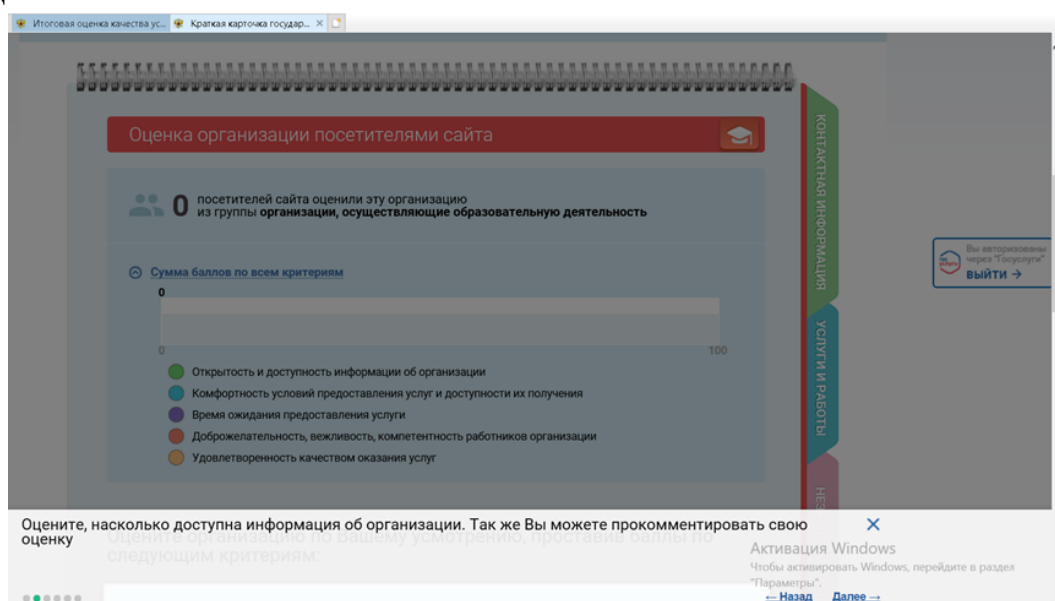 Итоговая оценка качества ус...
Краткая карточка государ...
Оценка организации посетителями сайта
0 посетителей сайта оценили эту организацию
из группы организации, осуществляющие образовательную деятельность
Сумма баллов по всем критериям
0
0 100
Открытость и доступность информации об организации
Комфортность условий предоставления услуг и доступности их получения
Время ожидания предоставления услуги
Доброжелательность, вежливость, компетентность работников организации
Удовлетворенность качеством оказания услуг
КОНТАКТНАЯ ИНФОРМАЦИЯ
УСЛУГИ И РАБОТЫ
НЕЗ
Вы авторизованы
через "Госуслуги"
ВЫЙТИ →
Оцените, насколько доступна информация об организации. Так же Вы можете прокомментировать свою
оценку
Оцените организацию по Вашему усмотрению, проставив баллы по
следующим критериям:
Активация Windows
Чтобы активировать Windows, перейдите в раздел
"Параметры".
← Назад Далее →